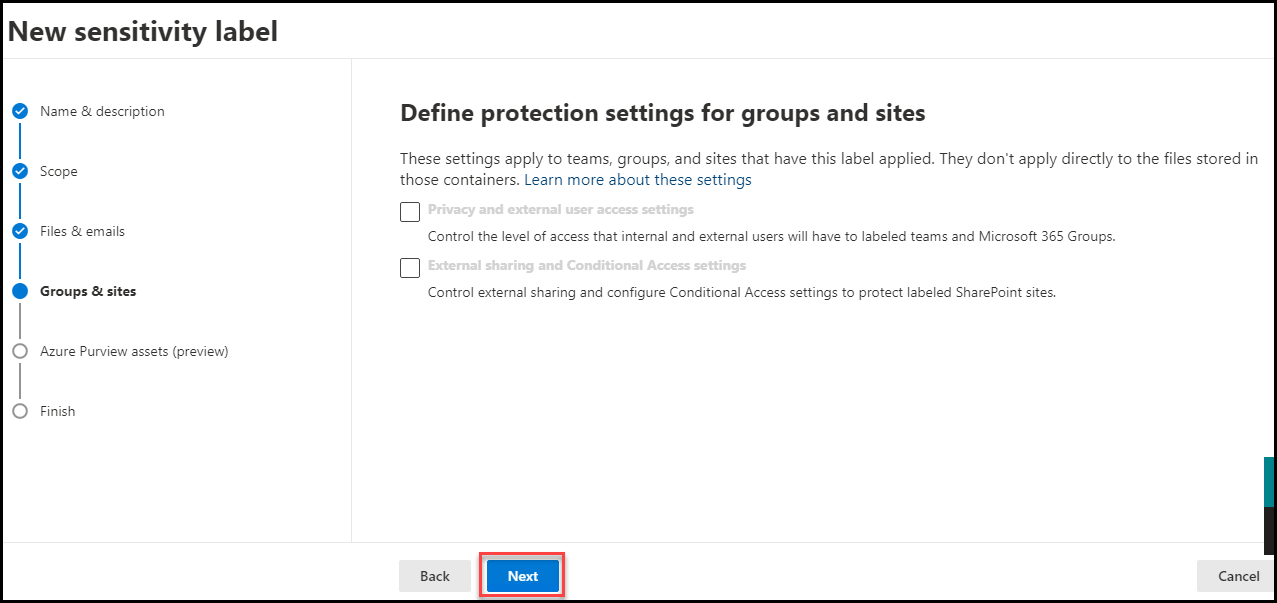 New sensitivity label
Name & description
Scope
Files & emails
Groups & sites
Azure Purview assets (preview)
Finish
Define protection settings for groups and sites
These settings apply to teams, groups, and sites that have this label applied. They don't apply directly to the files stored in
those containers. Learn more about these settings
Privacy and external user access settings
Control the level of access that internal and external users will have to labeled teams and Microsoft 365 Groups.
External sharing and Conditional Access settings
Control external sharing and configure Conditional Access settings to protect labeled SharePoint sites.
Back
Next
Cancel